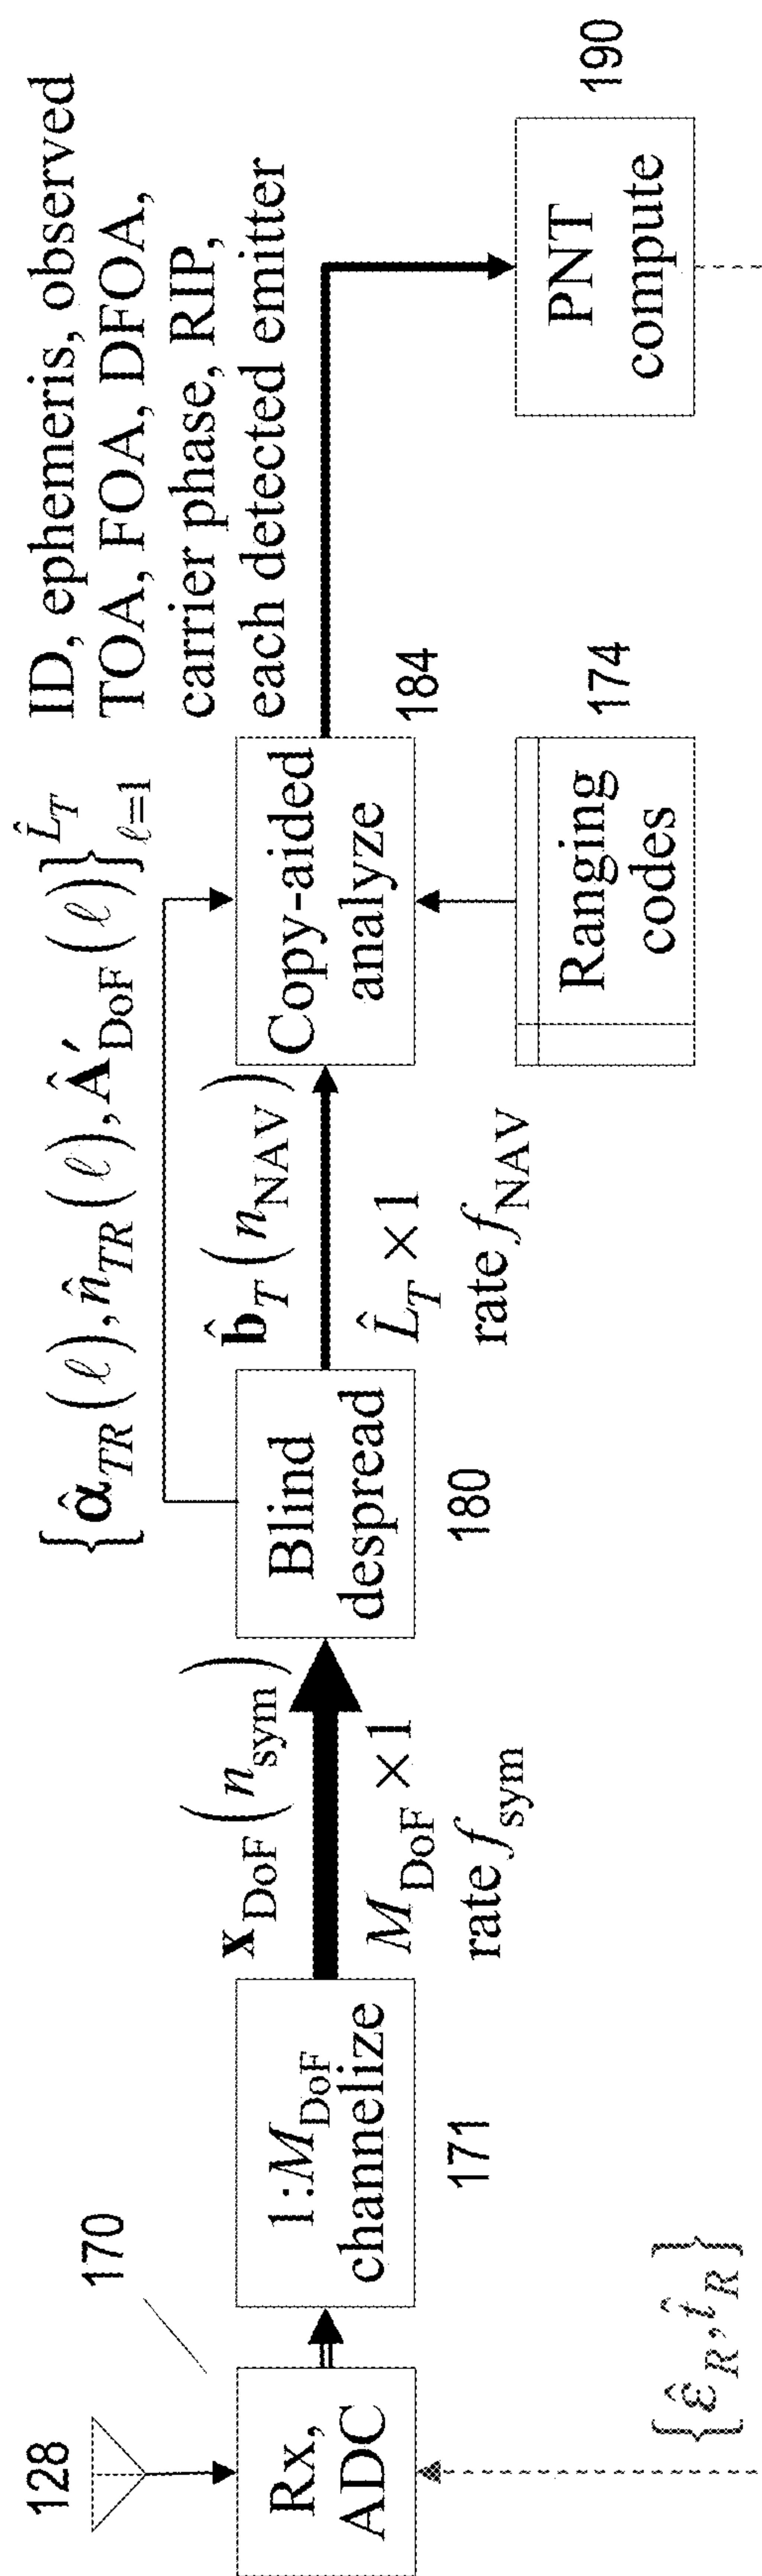 128
170
Rx,
ADC
{ε̂_R, t̂_R}
1:M_DoF
channelize
171
x_DoF(n_sym)
M_DoF × 1
rate f_sym
Blind
despread
180
{α̂_TR(ℓ), n̂_TR(ℓ), Â′_DoF(ℓ)}_{ℓ=1}^{L̂_T}
b̂_T(n_NAV)
L̂_T × 1
rate f_NAV
Copy-aided
analyze
184
Ranging
codes
174
ID, ephemeris, observed
TOA, FOA, DFOA,
carrier phase, RIP,
each detected emitter
PNT
compute
190